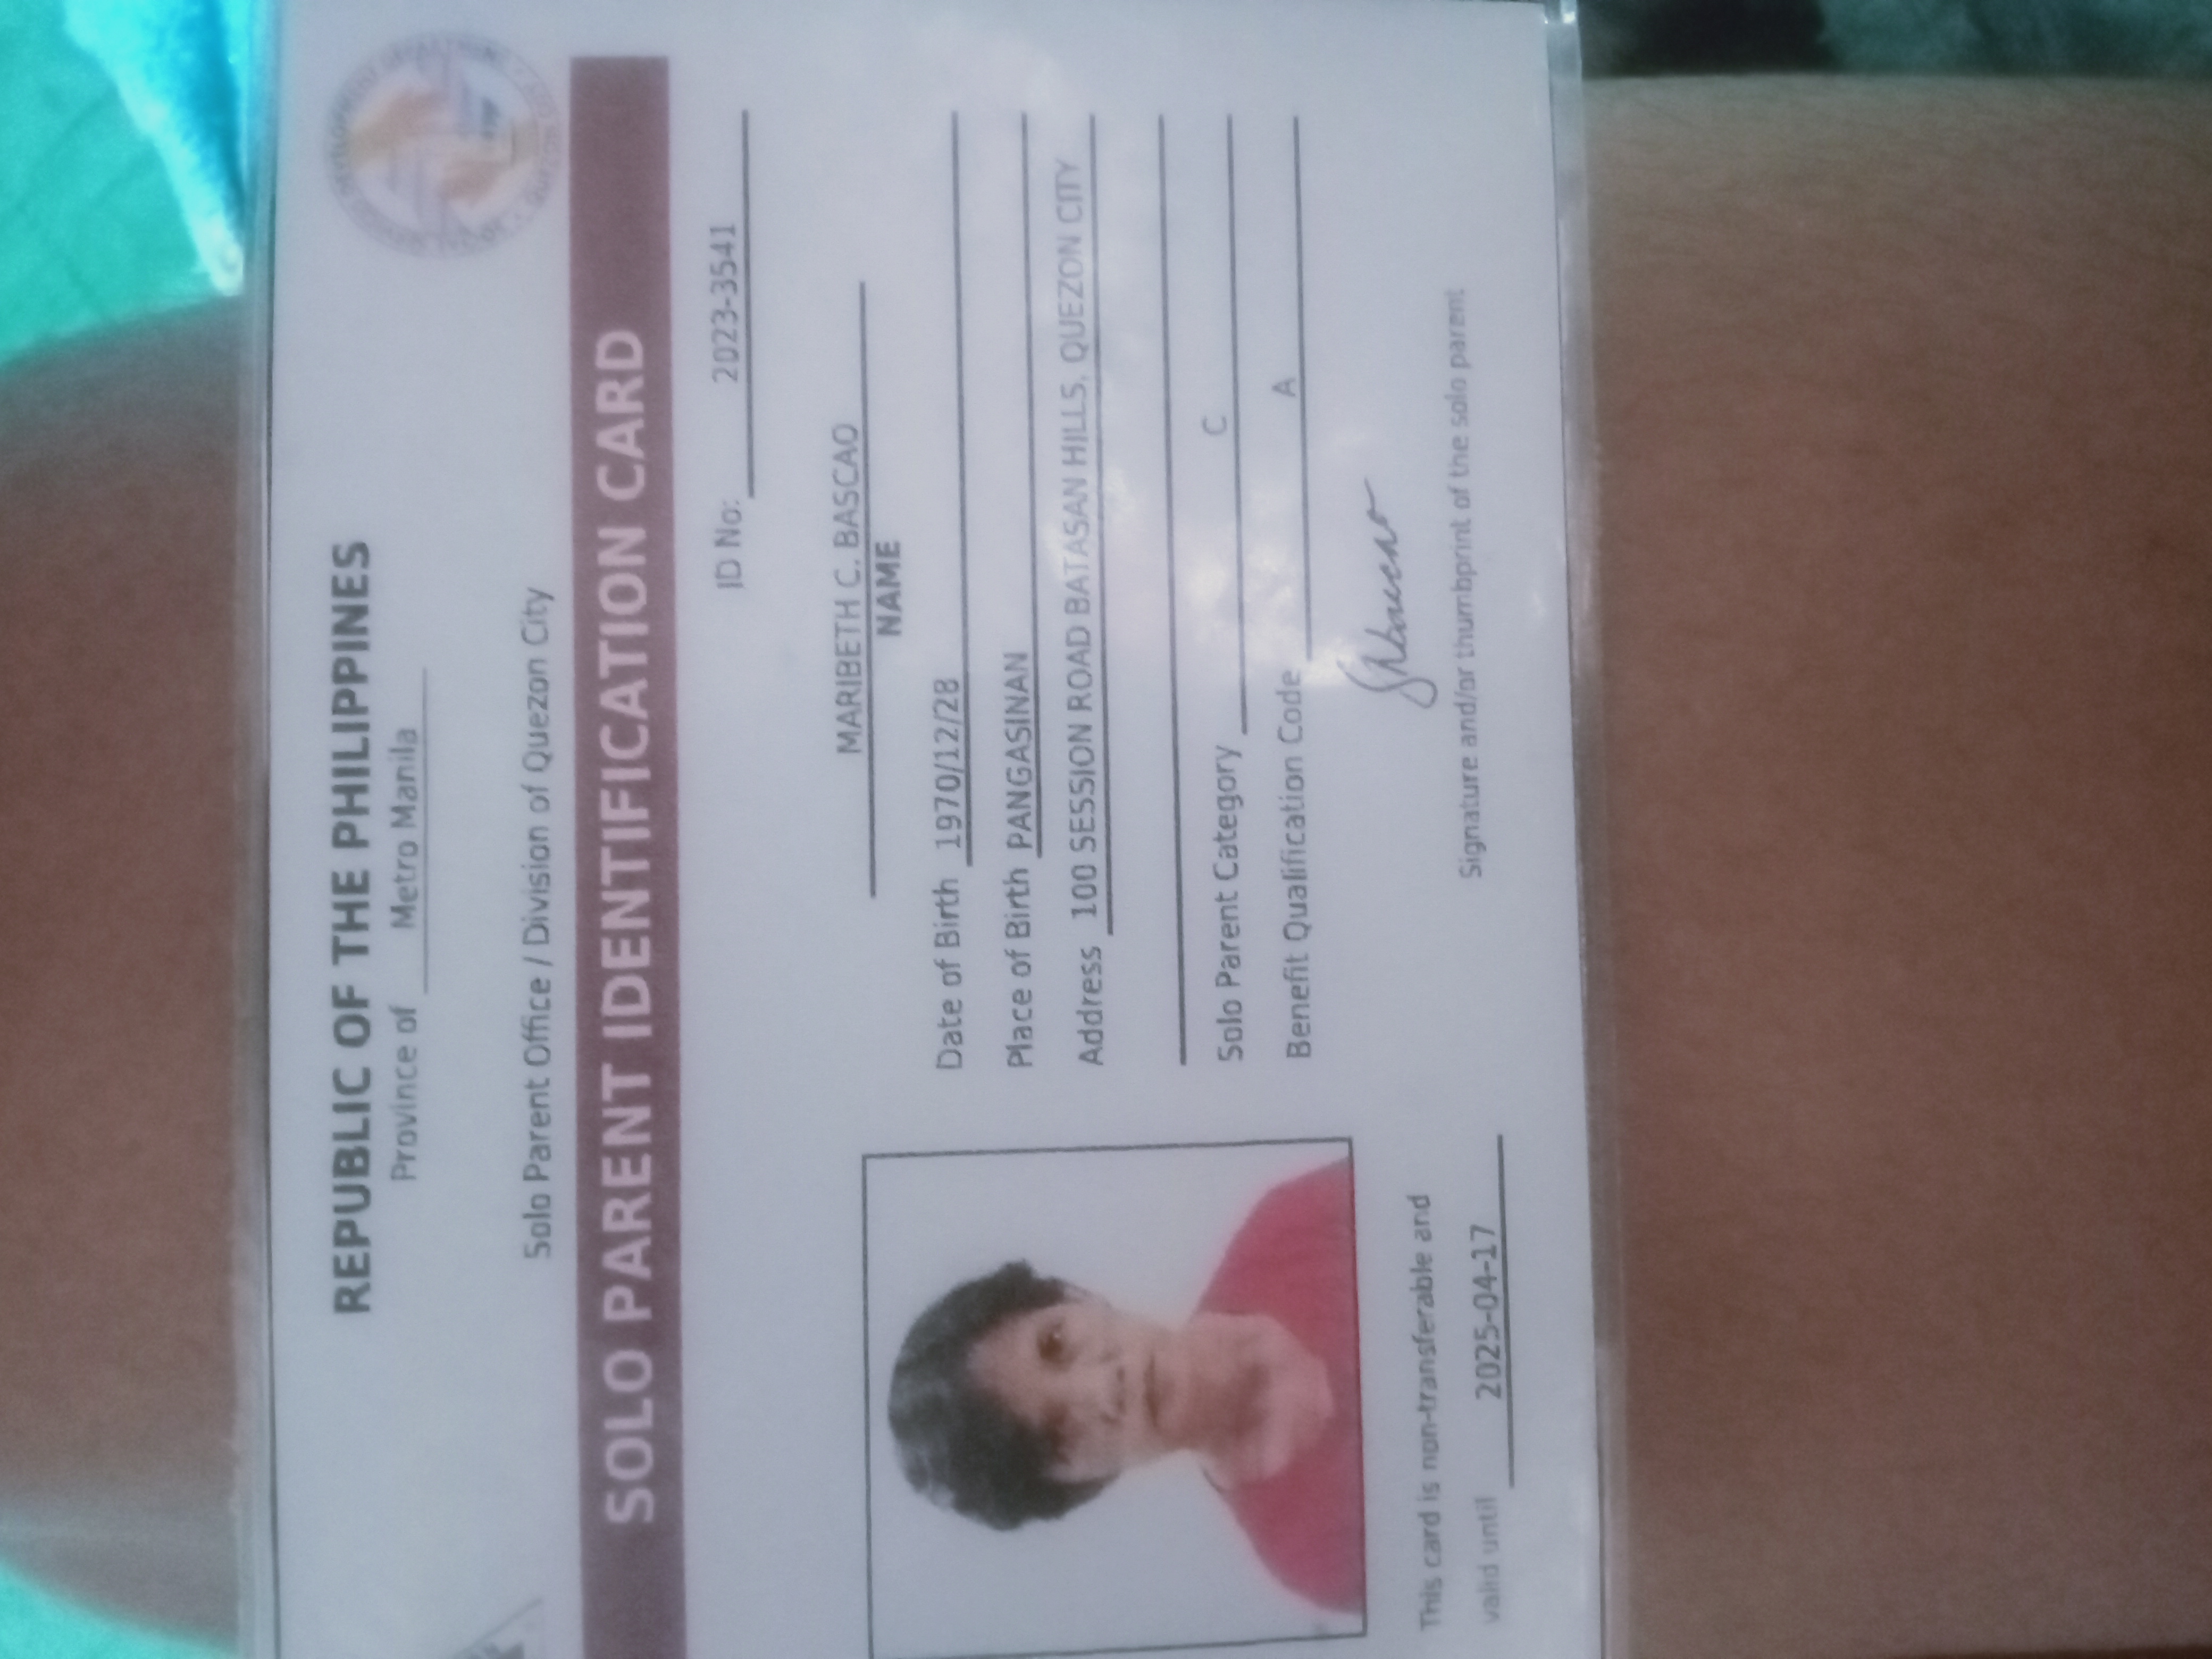 REPUBLIC OF THE PHILIPPINES
Province of Metro Manila
Solo Parent Office / Division of Quezon City
SOLO PARENT IDENTIFICATION CARD
ID No: 2023-3541
MARIBETH C. BASCAO
NAME
Date of Birth 1970/12/28
Place of Birth PANGASINAN
Address 100 SESSION ROAD BATASAN HILLS, QUEZON CITY
Solo Parent Category C
Benefit Qualification Code A
Signature and/or thumbprint of the solo parent
This card is non-transferable and
valid until 2025-04-17